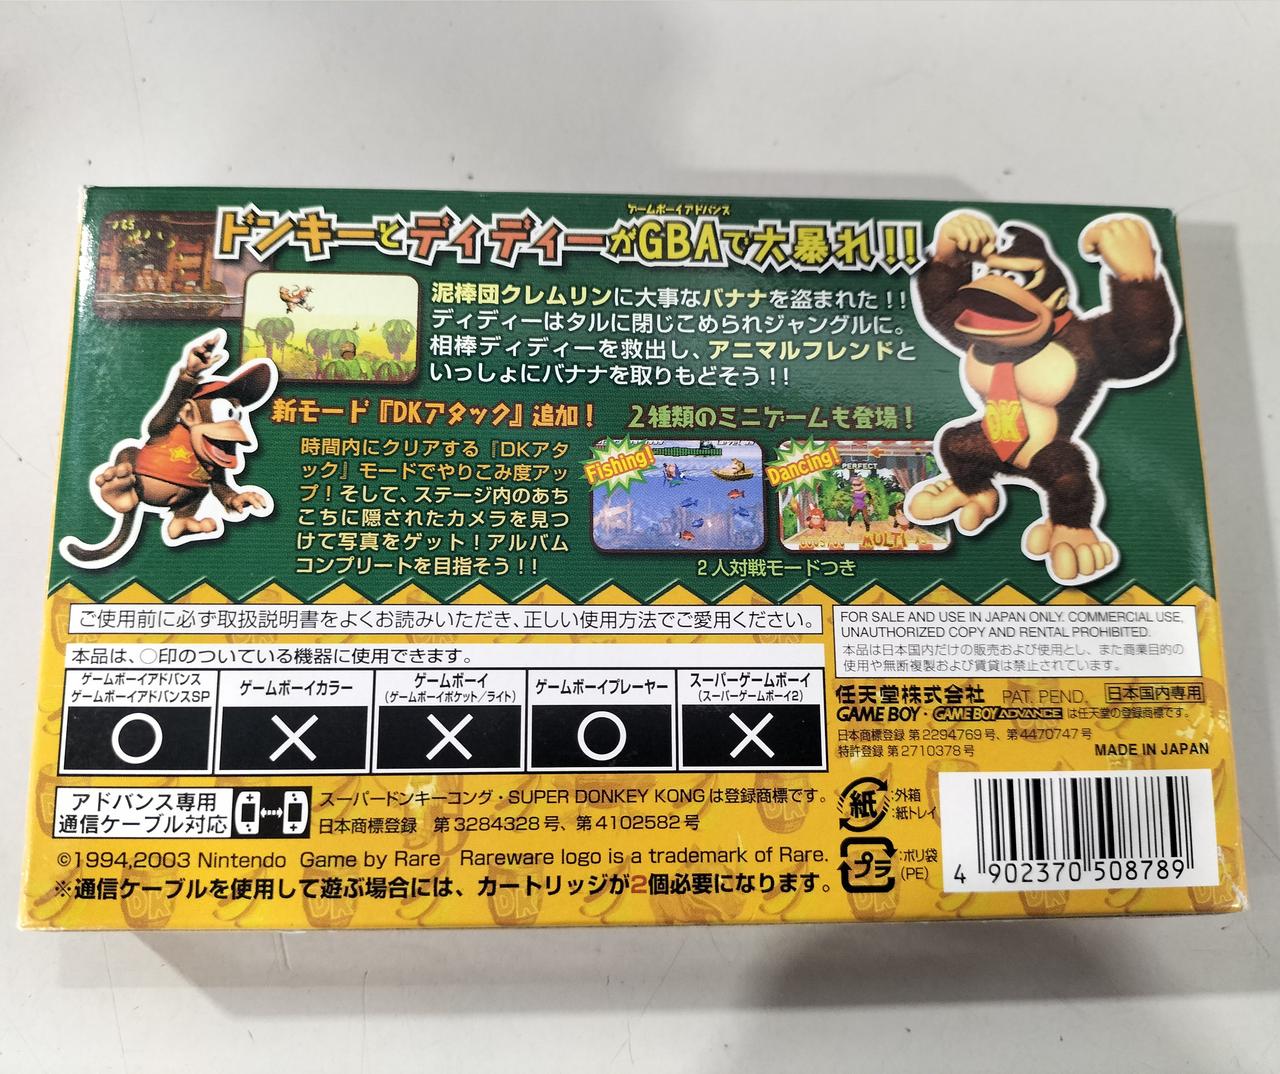 ゲームボーイアドバンス
ドンキーとディディーがGBAで大暴れ!!
泥棒団クレムリンに大事なバナナを盗まれた!!
ディディーはタルに閉じこめられジャングルに。
相棒ディディーを救出し、アニマルフレンドと
いっしょにバナナを取りもどそう!!
新モード『DKアタック』追加!
時間内にクリアする『DKアタ
ック』モードでやりこみ度アッ
プ!そして、ステージ内のあち
こちに隠されたカメラを見つ
けて写真をゲット!アルバム
コンプリートを目指そう!!
2種類のミニゲームも登場!
Fishing!
Dancing!
PERFECT
MULTI
2人対戦モードつき
DK
ご使用前に必ず取扱説明書をよくお読みいただき、正しい使用方法でご愛用ください。
本品は、○印のついている機器に使用できます。
ゲームボーイアドバンス
ゲームボーイアドバンスSP
○
ゲームボーイカラー
×
ゲームボーイ
(ゲームボーイポケット/ライト)
×
ゲームボーイプレーヤー
○
スーパーゲームボーイ
(スーパーゲームボーイ2)
×
アドバンス専用
通信ケーブル対応
スーパードンキーコング・SUPER DONKEY KONGは登録商標です。
日本商標登録 第3284328号、第4102582号
©1994,2003 Nintendo Game by Rare Rareware logo is a trademark of Rare.
※通信ケーブルを使用して遊ぶ場合には、カートリッジが2個必要になります。
FOR SALE AND USE IN JAPAN ONLY. COMMERCIAL USE,
UNAUTHORIZED COPY AND RENTAL PROHIBITED.
本品は日本国内だけの販売および使用とし、また商業目的の
使用や無断複製および賃貸は禁止されています。
任天堂株式会社 PAT. PEND. 日本国内専用
GAME BOY・GAME BOY ADVANCE は任天堂の登録商標です。
日本商標登録 第2294769号、第4470747号
特許登録 第2710378号
MADE IN JAPAN
紙
:外箱
:紙トレイ
プラ
:ポリ袋
(PE)
4 902370 508789